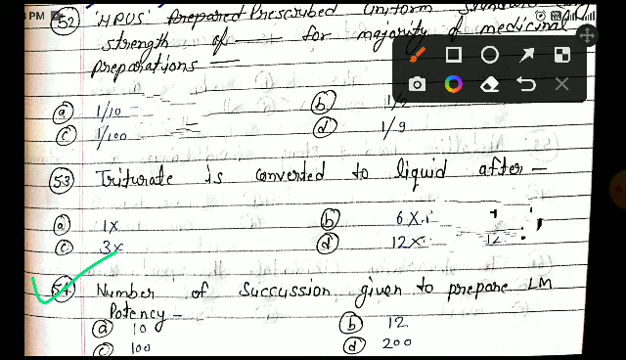 PM
52 'HPUS' Prepared Prescribed Uniform
strength of — for majority of medicinal
preparations
a 1/10 b 1/2
c 1/100 d 1/9
53 Triturate is converted to liquid after –
a 1X b 6X
c 3X d 12X 12
54 Number of Succussion given to prepare LM
Potency –
a 10 b 12
c 100 d 200